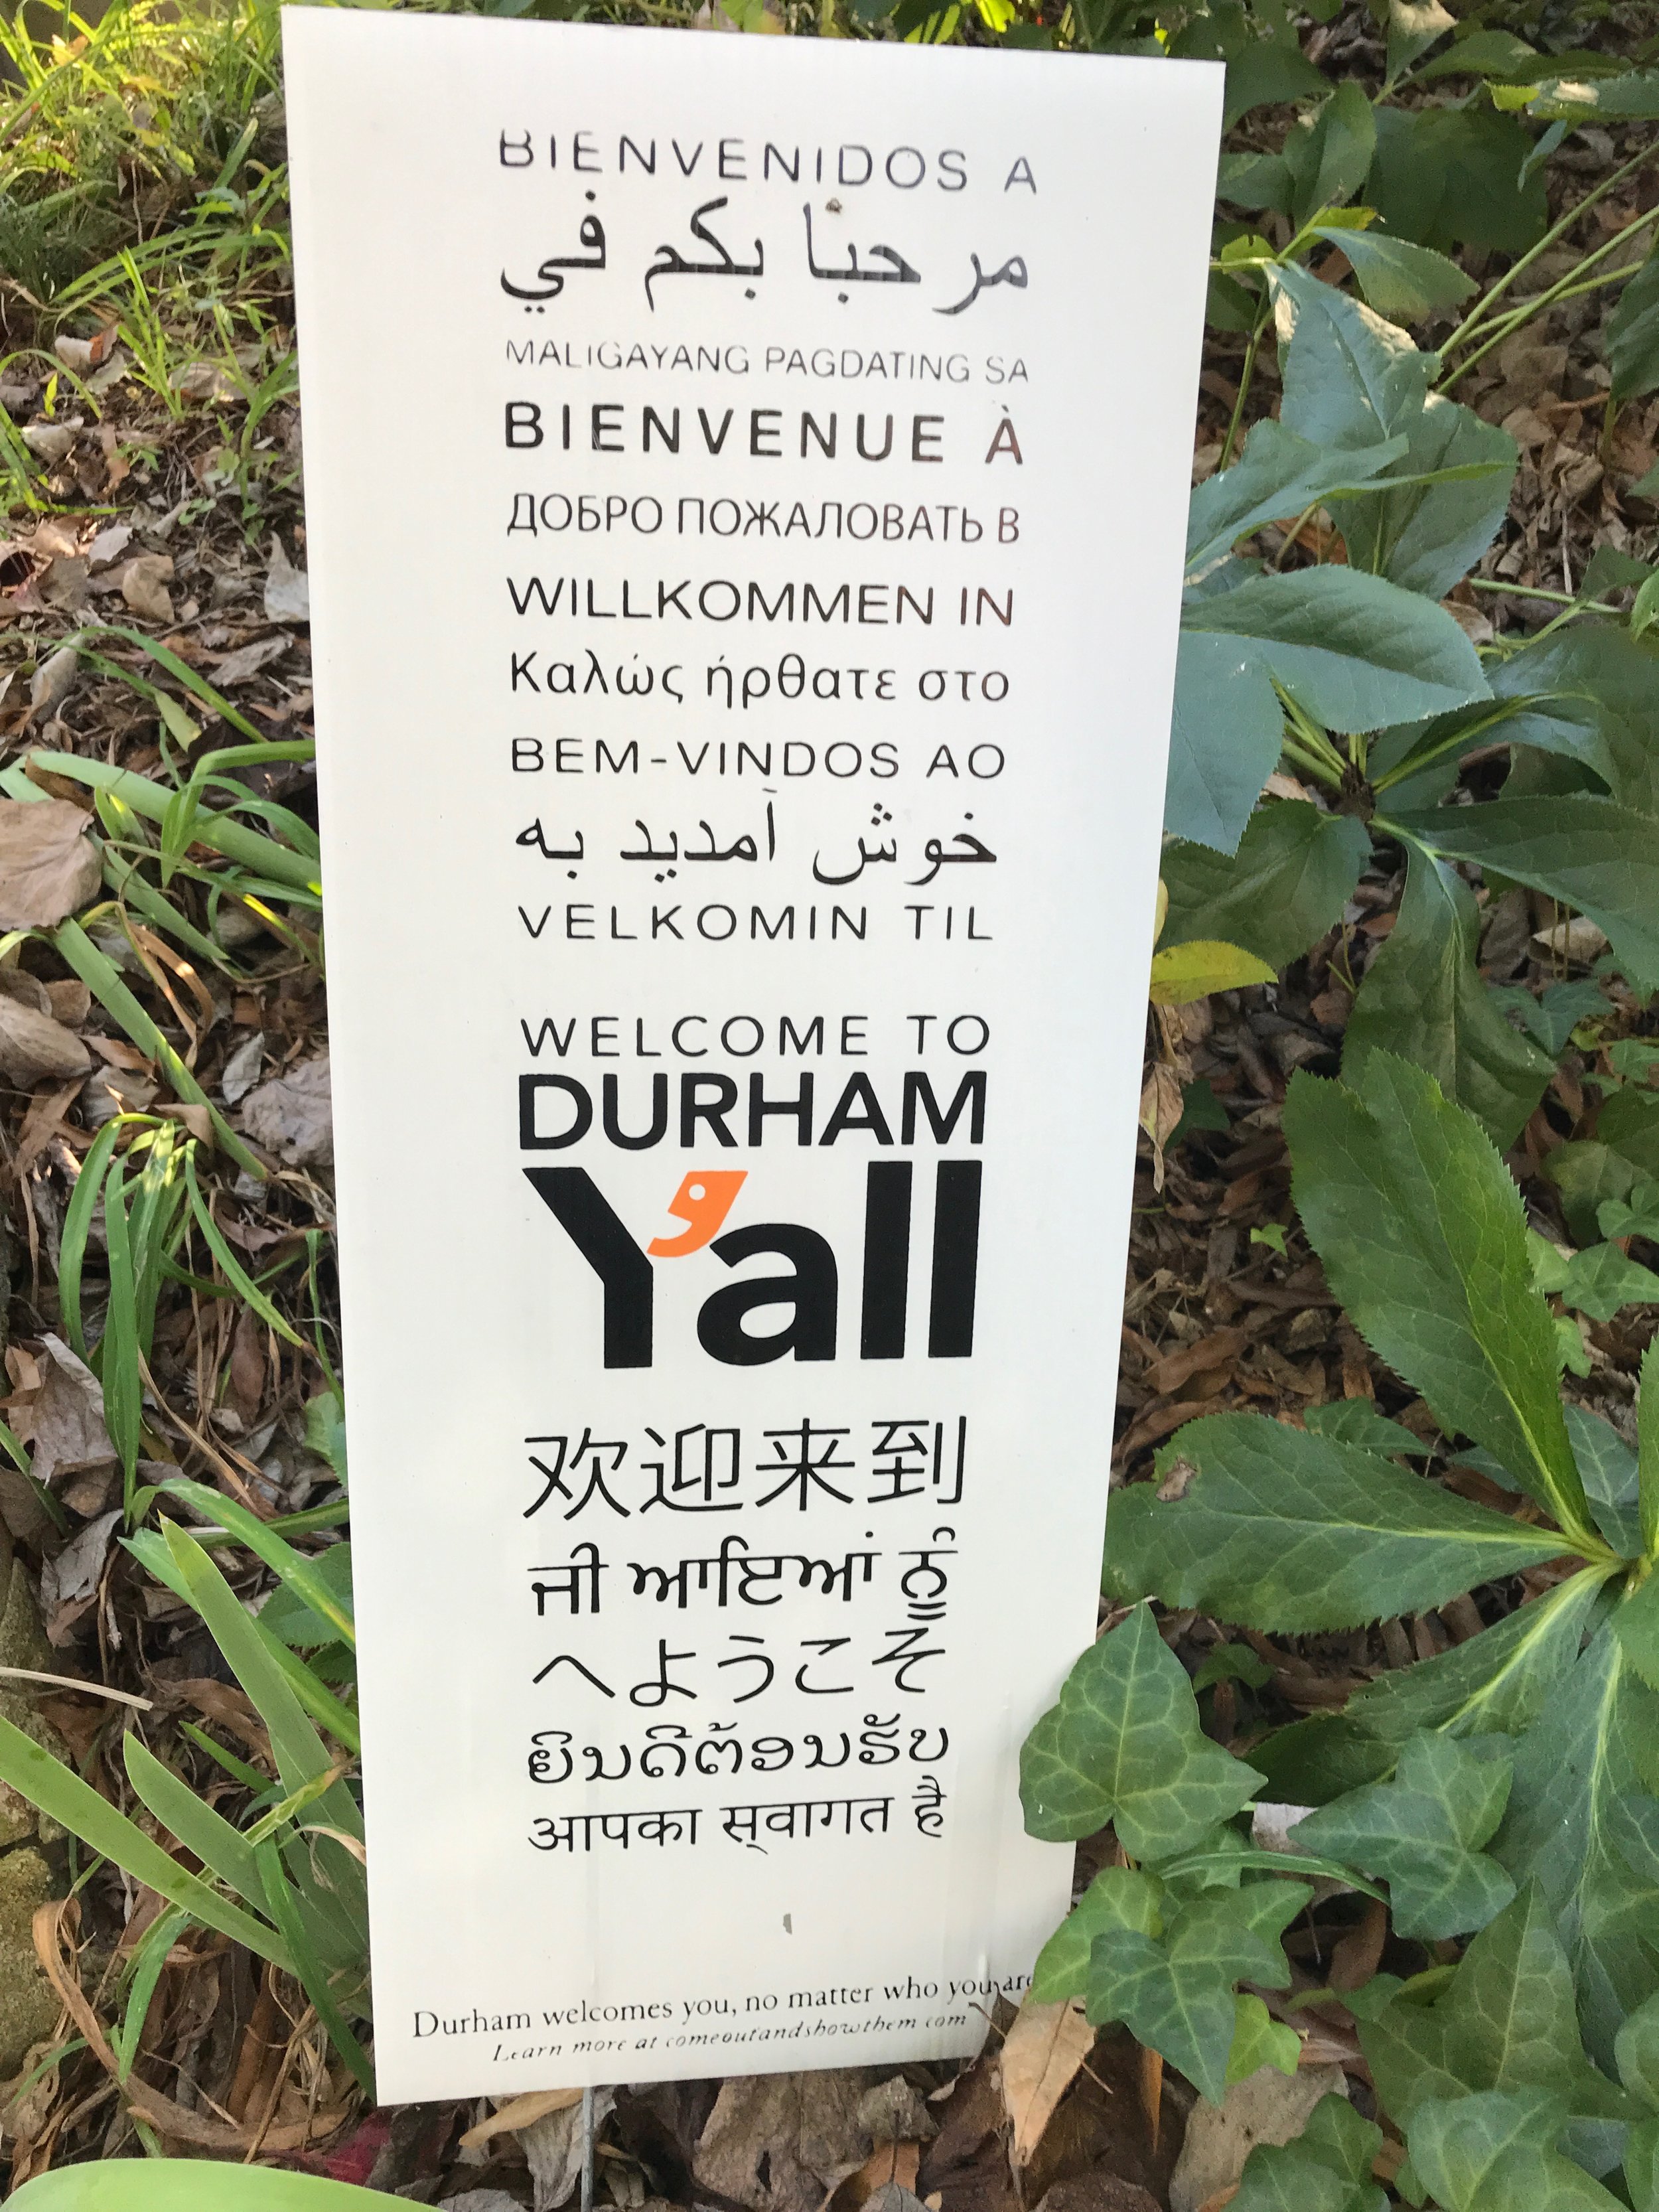 BIENVENIDOS A
مرحبا بكم في
MALIGAYANG PAGDATING SA
BIENVENUE À
ДОБРО ПОЖАЛОВАТЬ В
WILLKOMMEN IN
Καλώς ήρθατε στο
BEM-VINDOS AO
خوش آمدید به
VELKOMIN TIL
WELCOME TO
DURHAM
Y'all
欢迎来到
ਜੀ ਆਇਆਂ ਨੂੰ
へようこそ
ຍິນດີຕ້ອນຮັບ
आपका स्वागत है
Durham welcomes you, no matter who you are
Learn more at comeoutandshowthem.com